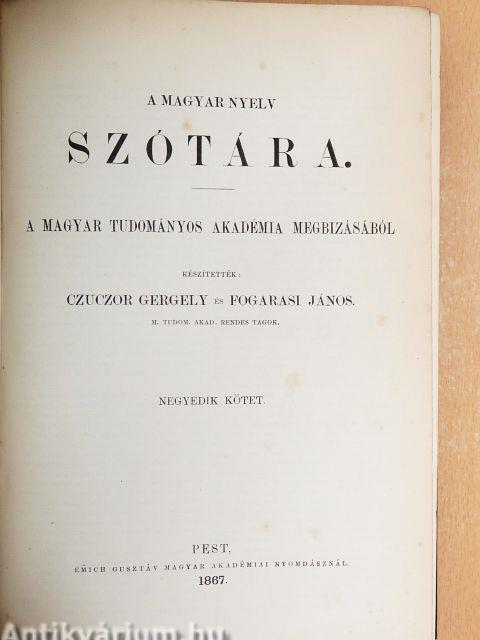 A MAGYAR NYELV
SZÓTÁRA.
A MAGYAR TUDOMÁNYOS AKADÉMIA MEGBIZÁSÁBÓL
KÉSZÍTETTÉK:
CZUCZOR GERGELY ÉS FOGARASI JÁNOS.
M. TUDOM. AKAD. RENDES TAGOK.
NEGYEDIK KÖTET.
PEST,
EMICH GUSZTÁV MAGYAR AKADÉMIAI NYOMDÁSZNÁL.
1867.
Antikvárium.hu